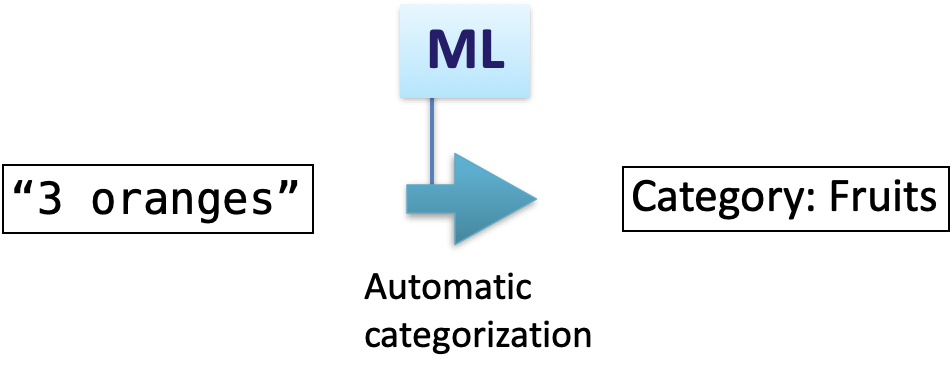 ML
“3 oranges”
Category: Fruits
Automatic
categorization